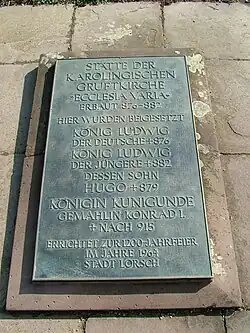 STÄTTE DER
KAROLINGISCHEN
GRUFTKIRCHE
-ECCLESIA VARIA-
ERBAUT 876-882
HIER WURDEN BEIGESETZT
KÖNIG LUDWIG
DER DEUTSCHE +876
KÖNIG LUDWIG
DER JÜNGERE +882
DESSEN SOHN
HUGO +879
KÖNIGIN KUNIGUNDE
GEMAHLIN KONRAD I.
+ NACH 915
ERRICHTET ZUR 1200-JAHRFEIER
IM JAHRE 1964
STADT LORSCH